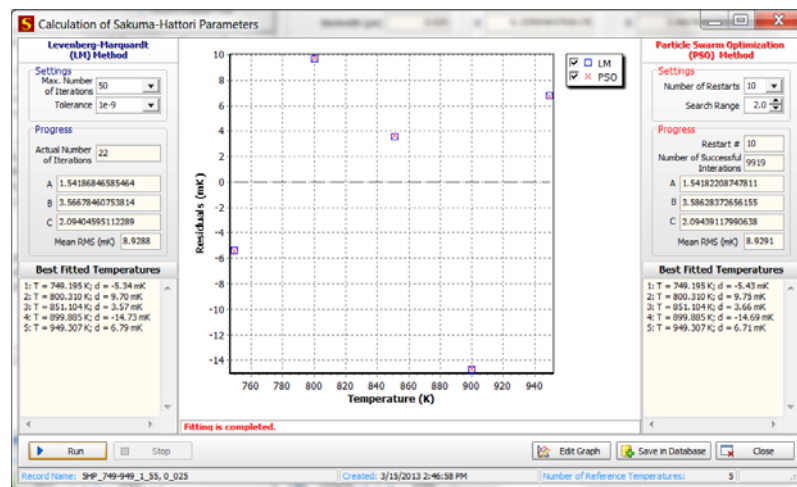 S Calculation of Sakuma-Hattori Parameters
Levenberg-Marquardt
(LM) Method
Settings
Max. Number
of Iterations 50
Tolerance 1e-9
Progress
Actual Number
of Iterations 22
A 1.54186846585464
B 3.56678460753814
C 2.09404595112289
Mean RMS (mK) 8.9288
Best Fitted Temperatures
1: T = 749.195 K; d = -5.34 mK
2: T = 800.310 K; d = 9.70 mK
3: T = 851.104 K; d = 3.57 mK
4: T = 899.885 K; d = -14.73 mK
5: T = 949.307 K; d = 6.79 mK
Residuals (mK)
10
8
6
4
2
0
-2
-4
-6
-8
-10
-12
-14
760 780 800 820 840 860 880 900 920 940
Temperature (K)
LM
PSO
Fitting is completed.
Particle Swarm Optimization
(PSO) Method
Settings
Number of Restarts 10
Search Range 2.0
Progress
Restart # 10
Number of Successful
Interations 9919
A 1.54182208747811
B 3.58628372656155
C 2.09439117990638
Mean RMS (mK) 8.9291
Best Fitted Temperatures
1: T = 749.195 K; d = -5.43 mK
2: T = 800.310 K; d = 9.75 mK
3: T = 851.104 K; d = 3.66 mK
4: T = 899.885 K; d = -14.69 mK
5: T = 949.307 K; d = 6.71 mK
Run
Stop
Edit Graph
Save in Database
Close
Record Name: SHP_749-949_1_55, 0_025
Created: 3/15/2013 2:46:58 PM
Number of Reference Temperatures: 5